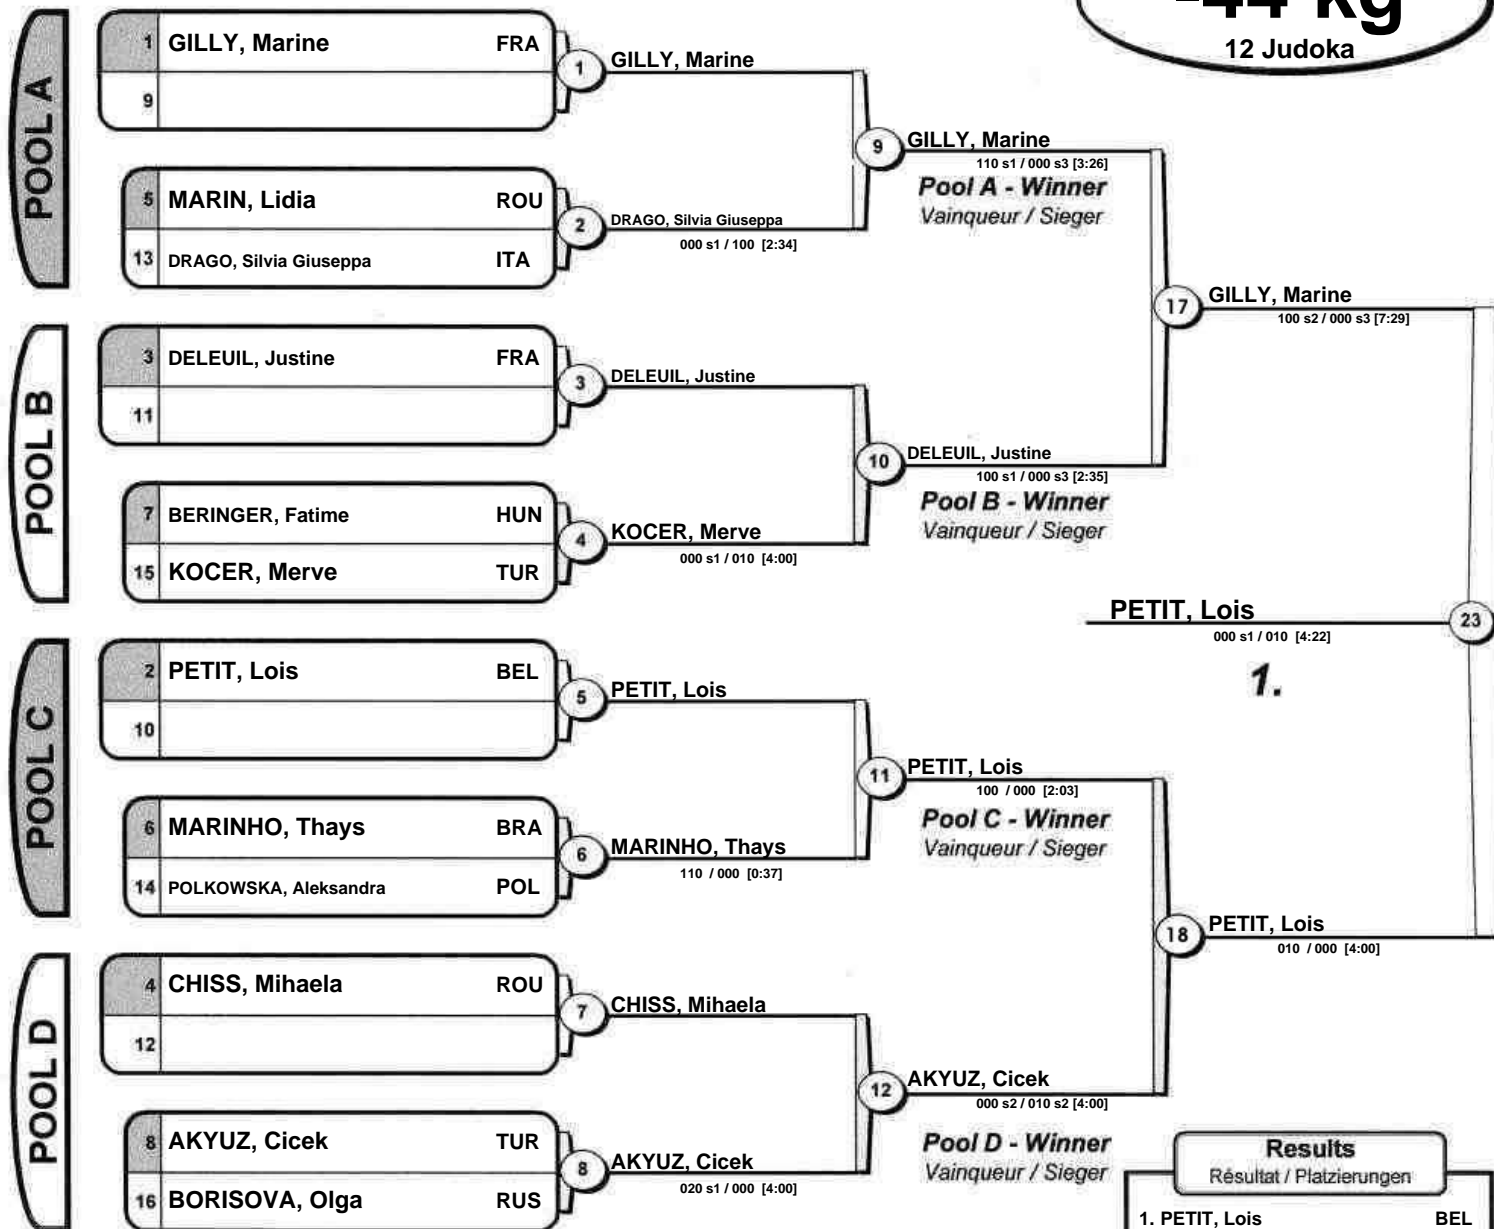 -44 kg
12 Judoka
POOL A
1 GILLY, Marine FRA
9
1 GILLY, Marine
5 MARIN, Lidia ROU
13 DRAGO, Silvia Giuseppa ITA
2 DRAGO, Silvia Giuseppa
000 s1 / 100 [2:34]
9 GILLY, Marine
110 s1 / 000 s3 [3:26]
Pool A - Winner
Vainqueur / Sieger
POOL B
3 DELEUIL, Justine FRA
11
3 DELEUIL, Justine
7 BERINGER, Fatime HUN
15 KOCER, Merve TUR
4 KOCER, Merve
000 s1 / 010 [4:00]
10 DELEUIL, Justine
100 s1 / 000 s3 [2:35]
Pool B - Winner
Vainqueur / Sieger
17 GILLY, Marine
100 s2 / 000 s3 [7:29]
PETIT, Lois 23
000 s1 / 010 [4:22]
1.
POOL C
2 PETIT, Lois BEL
10
5 PETIT, Lois
6 MARINHO, Thays BRA
14 POLKOWSKA, Aleksandra POL
6 MARINHO, Thays
110 / 000 [0:37]
11 PETIT, Lois
100 / 000 [2:03]
Pool C - Winner
Vainqueur / Sieger
18 PETIT, Lois
010 / 000 [4:00]
POOL D
4 CHISS, Mihaela ROU
12
7 CHISS, Mihaela
8 AKYUZ, Cicek TUR
16 BORISOVA, Olga RUS
8 AKYUZ, Cicek
020 s1 / 000 [4:00]
12 AKYUZ, Cicek
000 s2 / 010 s2 [4:00]
Pool D - Winner
Vainqueur / Sieger
Results
Résultat / Platzierungen
1. PETIT, Lois BEL